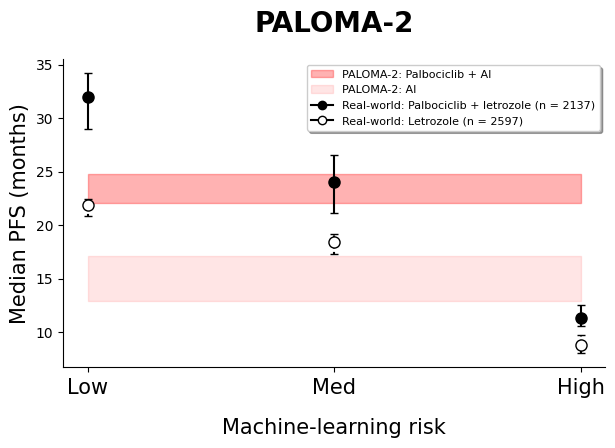 PALOMA-2
PALOMA-2: Palbociclib + AI
PALOMA-2: AI
Real-world: Palbociclib + letrozole (n = 2137)
Real-world: Letrozole (n = 2597)
Median PFS (months)
35
30
25
20
15
10
Low
Med
High
Machine-learning risk